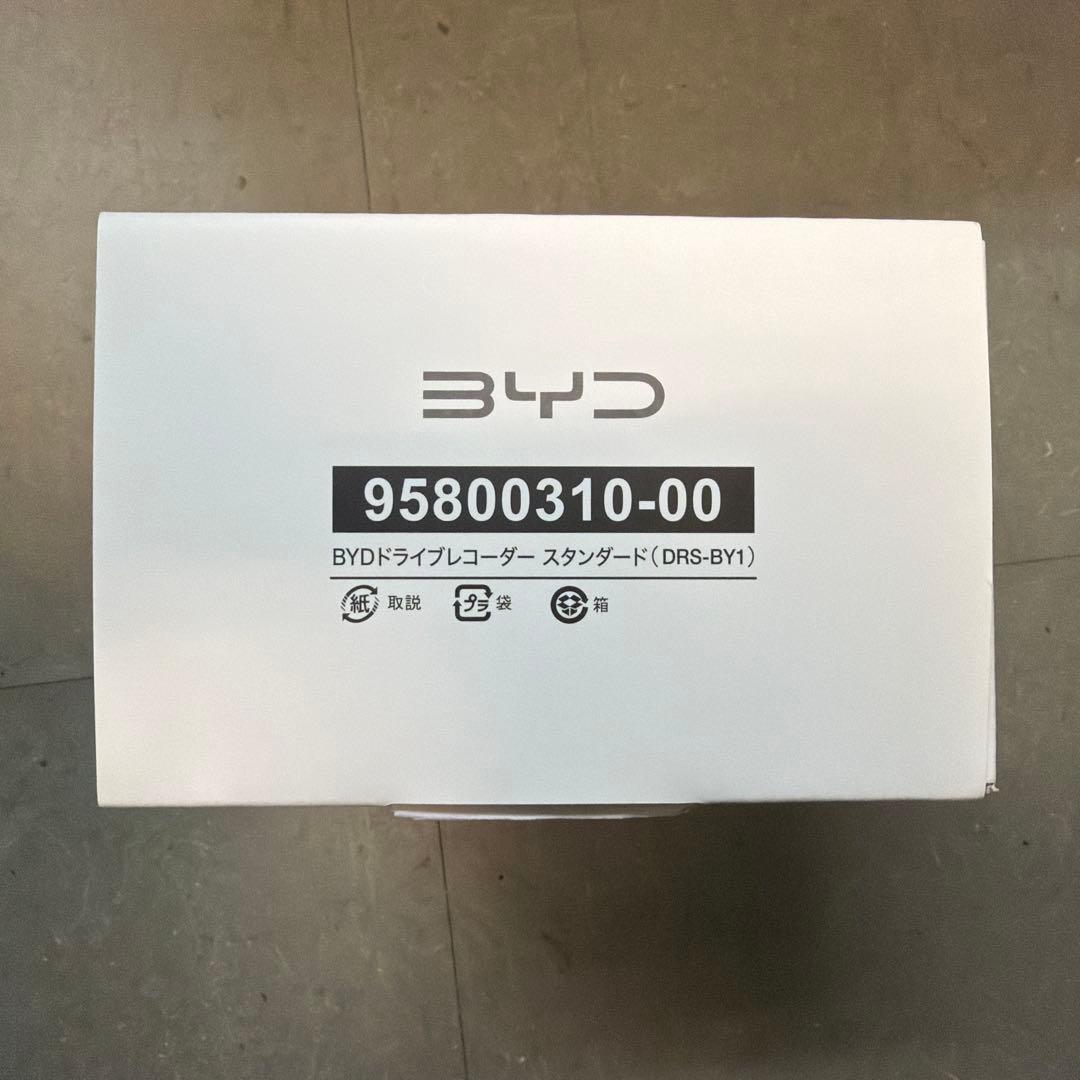 BYD
95800310-00
BYDドライブレコーダー スタンダード（DRS-BY1）
紙 取説 プラ 袋 箱